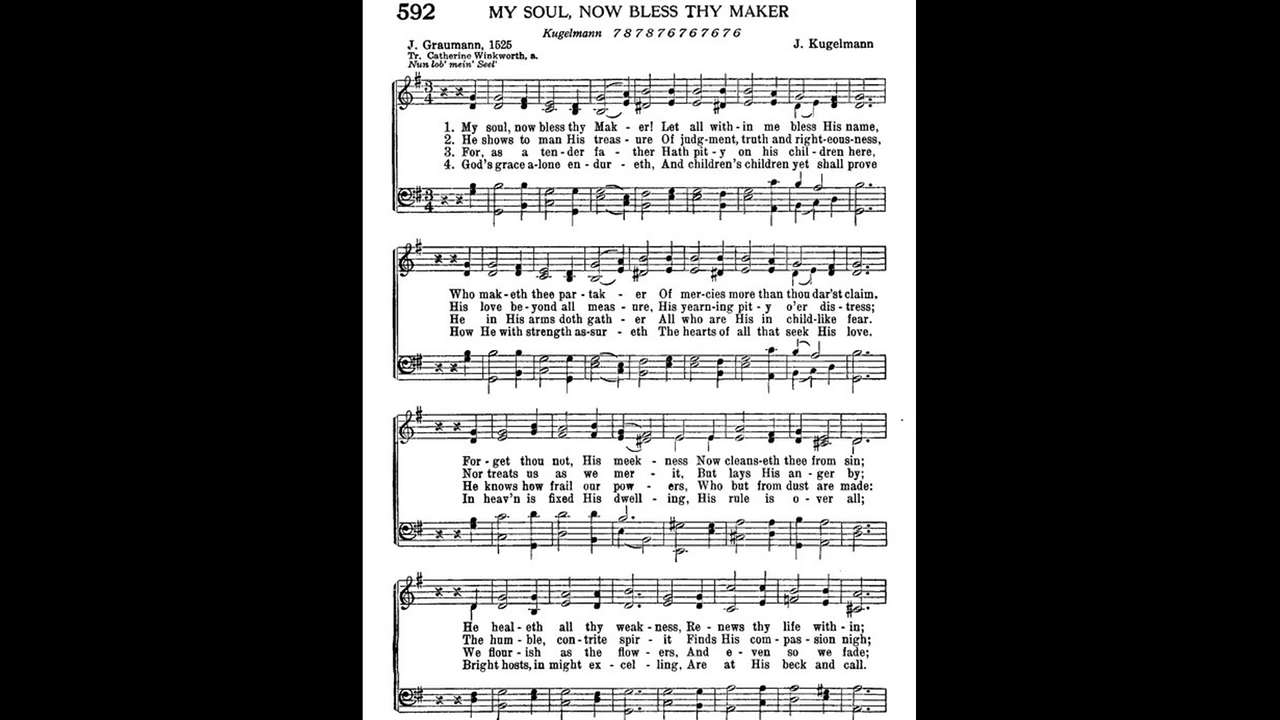 592 MY SOUL, NOW BLESS THY MAKER
Kugelmann 7 8 7 8 7 6 7 6 7 6 7 6
J. Graumann, 1525 J. Kugelmann
Tr. Catherine Winkworth, a.
Nun lob' mein' Seel'
3 4
1. My soul, now bless thy Mak - er! Let all with - in me bless His name,
2. He shows to man His treas - ure Of judg - ment, truth and right - eous - ness,
3. For, as a ten - der fa - ther Hath pit - y on his chil - dren here,
4. God's grace a - lone en - dur - eth, And children's children yet shall prove
3 4
Who mak - eth thee par - tak - er Of mer - cies more than thou dar'st claim.
His love be - yond all meas - ure, His yearn - ing pit - y o'er dis - tress;
He in His arms doth gath - er All who are His in child - like fear.
How He with strength as - sur - eth The hearts of all that seek His love.
For - get thou not, His meek - ness Now cleans - eth thee from sin;
Nor treats us as we mer - it, But lays His an - ger by;
He knows how frail our pow - ers, Who but from dust are made:
In heav'n is fixed His dwell - ing, His rule is o - ver all;
He heal - eth all thy weak - ness, Re - news thy life with - in;
The hum - ble, con - trite spir - it Finds His com - pas - sion nigh;
We flour - ish as the flow - ers, And e - ven so we fade;
Bright hosts, in might ex - cel - ling, Are at His beck and call.